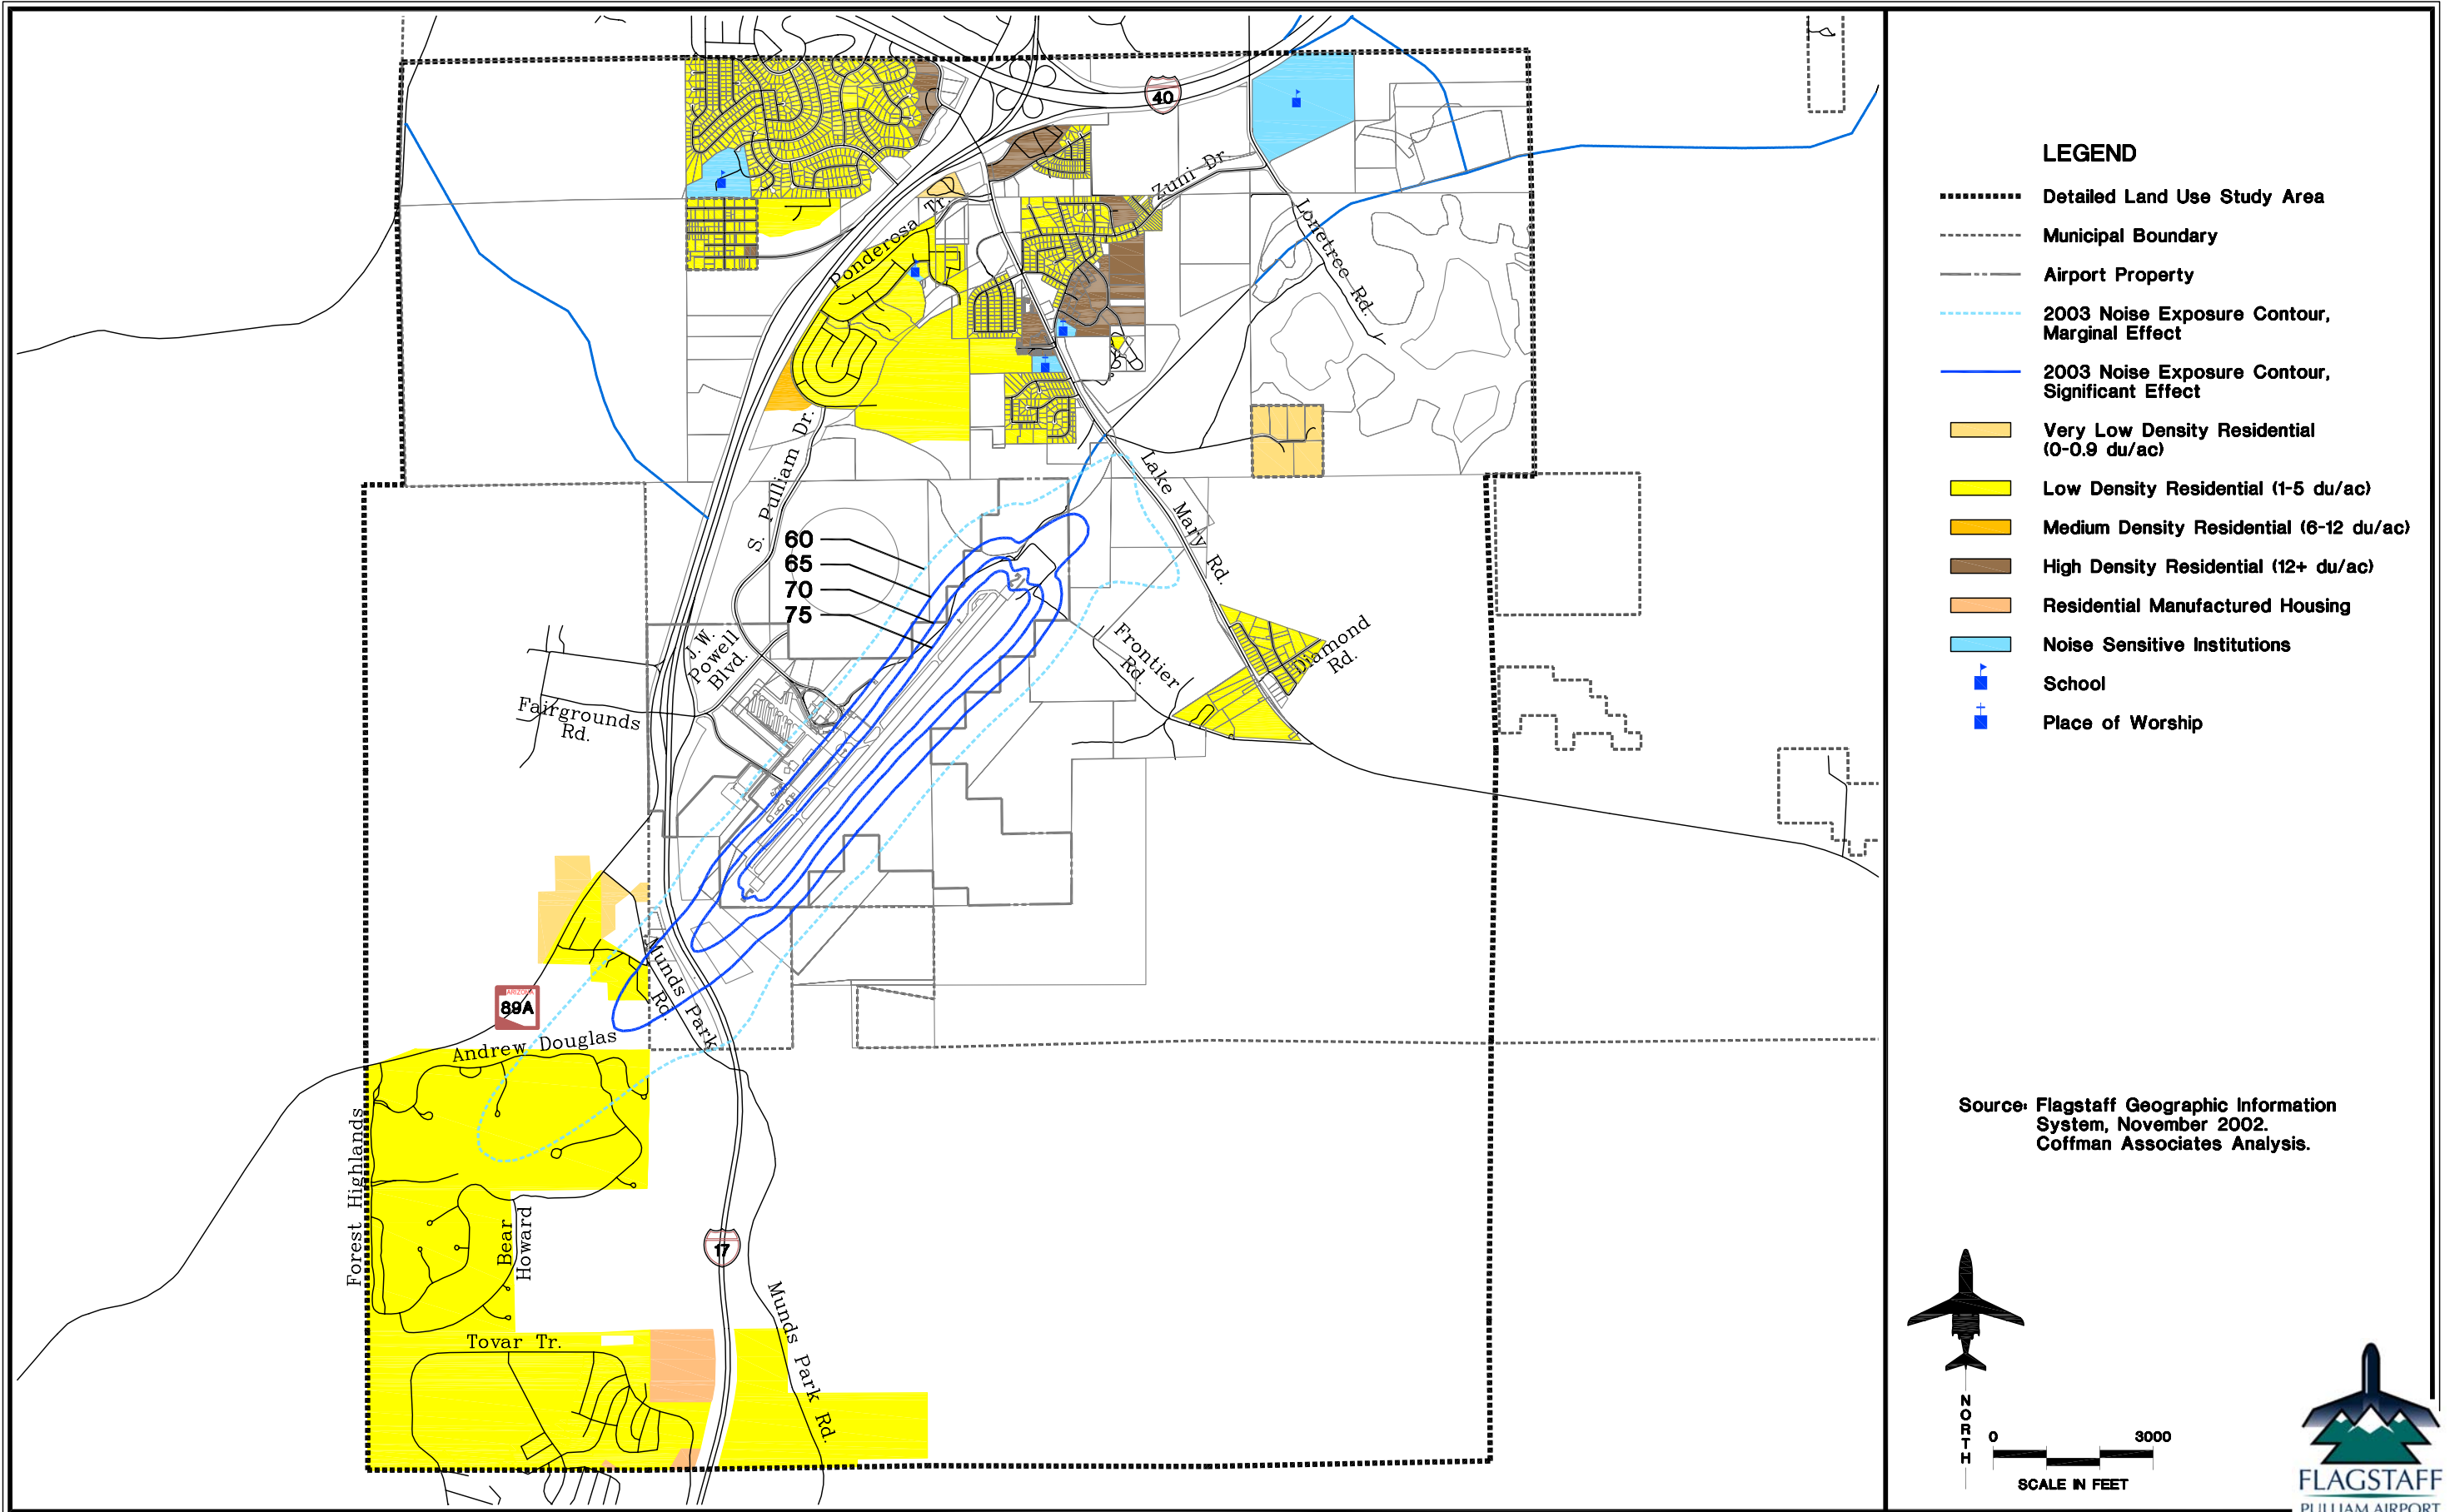 40
Zuni Dr.
Lonetree Rd.
Ponderosa Tr.
S. Pulliam Dr.
Lake Mary Rd.
60
65
70
75
J. W.
Powell
Blvd.
Frontier
Rd.
Diamond
Rd.
Fairgrounds
Rd.
Munds Park
Rd.
ARIZONA
89A
Andrew Douglas
Forest Highlands
Bear
Howard
17
Munds Park Rd.
Tovar Tr.
LEGEND
Detailed Land Use Study Area
Municipal Boundary
Airport Property
2003 Noise Exposure Contour,
Marginal Effect
2003 Noise Exposure Contour,
Significant Effect
Very Low Density Residential
(0-0.9 du/ac)
Low Density Residential (1-5 du/ac)
Medium Density Residential (6-12 du/ac)
High Density Residential (12+ du/ac)
Residential Manufactured Housing
Noise Sensitive Institutions
School
Place of Worship
Source: Flagstaff Geographic Information
System, November 2002.
Coffman Associates Analysis.
NORTH
0 3000
SCALE IN FEET
FLAGSTAFF
PULLIAM AIRPORT